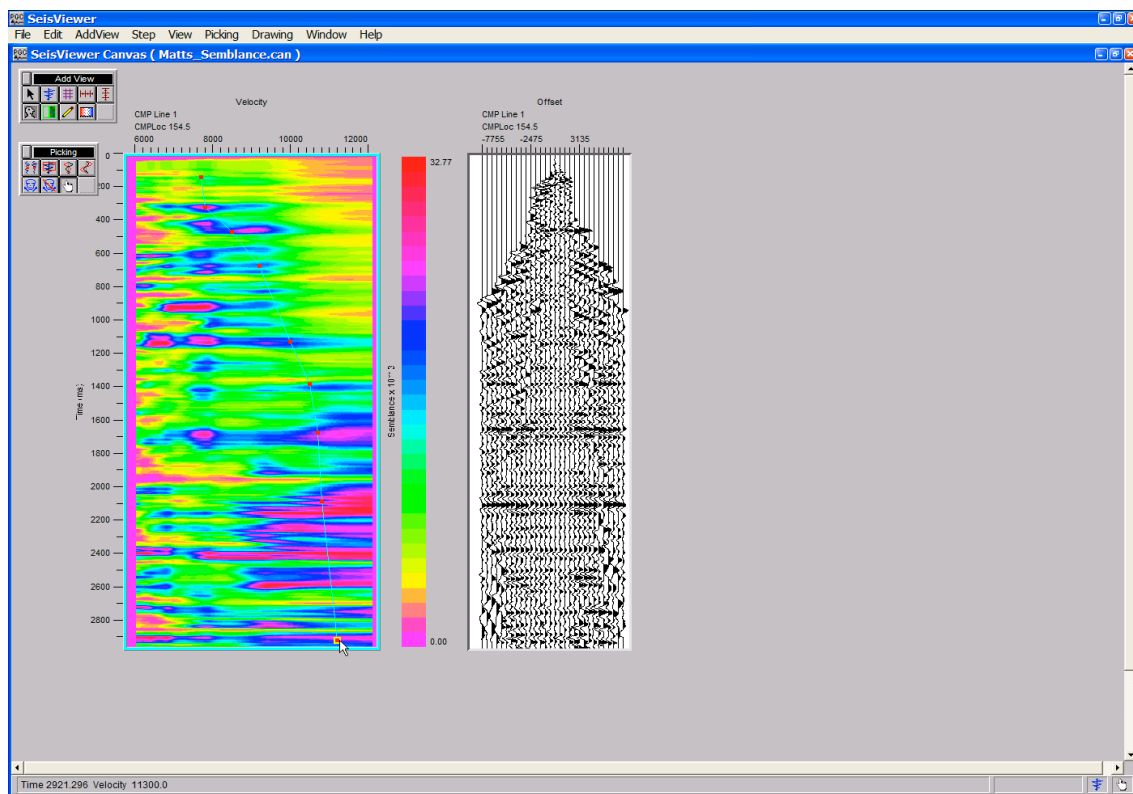 SeisViewer
File Edit AddView Step View Picking Drawing Window Help
SeisViewer Canvas ( Matts_Semblance.can )
Add View
Picking
Velocity
CMP Line 1
CMPLoc 154.5
6000 8000 10000 12000
0
200
400
600
800
1000
1200
1400
1600
1800
2000
2200
2400
2600
2800
Time (ms)
32.77
0.00
Semblance x 10** 3
Offset
CMP Line 1
CMPLoc 154.5
-7755 -2475 3135
Time 2921.296 Velocity 11300.0